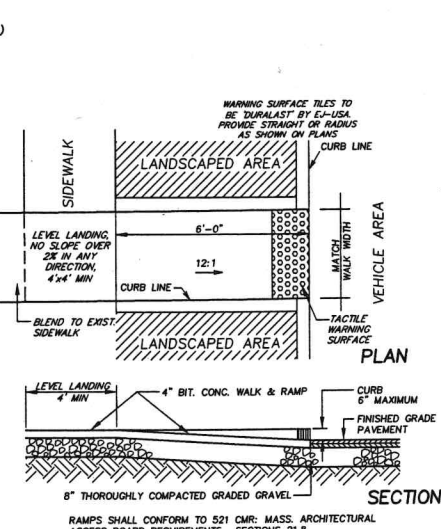 WARNING SURFACE TILES TO
BE 'DURALAST' BY EJ-USA.
PROVIDE STRAIGHT OR RADIUS
AS SHOWN ON PLANS
CURB LINE
SIDEWALK
LANDSCAPED AREA
LEVEL LANDING,
NO SLOPE OVER
2% IN ANY
DIRECTION,
4'x4' MIN
6'-0"
12:1
MATCH
WALK WIDTH
VEHICLE AREA
CURB LINE
BLEND TO EXIST.
SIDEWALK
LANDSCAPED AREA
TACTILE
WARNING
SURFACE
PLAN
LEVEL LANDING
4' MIN
4" BIT. CONC. WALK & RAMP
CURB
6" MAXIMUM
FINISHED GRADE
PAVEMENT
8" THOROUGHLY COMPACTED GRADED GRAVEL
SECTION
RAMPS SHALL CONFORM TO 521 CMR: MASS. ARCHITECTURAL
ACCESS BOARD REQUIREMENTS